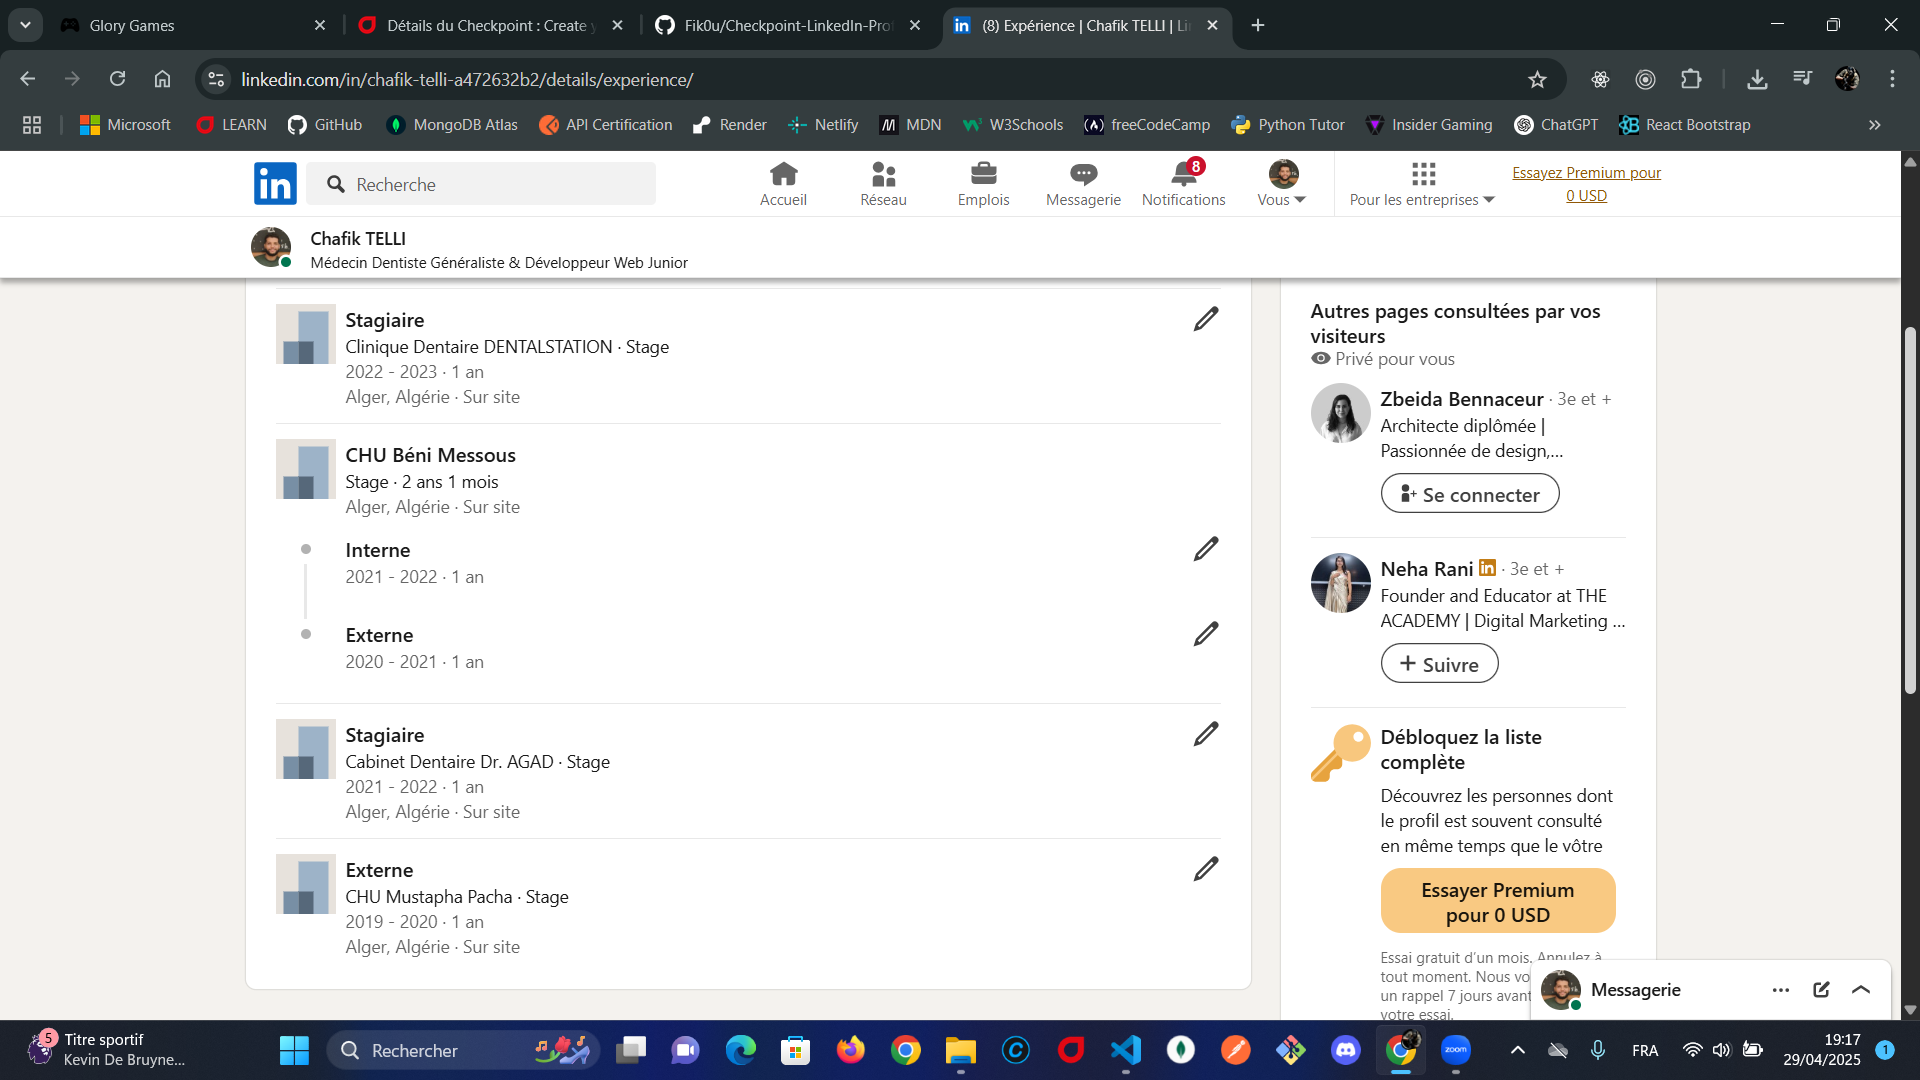 Glory Games
Détails du Checkpoint : Create y
Fik0u/Checkpoint-LinkedIn-Prof
(8) Expérience | Chafik TELLI | Li
linkedin.com/in/chafik-telli-a472632b2/details/experience/
Microsoft
LEARN
GitHub
MongoDB Atlas
API Certification
Render
Netlify
MDN
W3Schools
freeCodeCamp
Python Tutor
Insider Gaming
ChatGPT
React Bootstrap
in
Recherche
Accueil
Réseau
Emplois
Messagerie
8
Notifications
Vous
Pour les entreprises
Essayez Premium pour
0 USD
Chafik TELLI
Médecin Dentiste Généraliste & Développeur Web Junior
Stagiaire
Clinique Dentaire DENTALSTATION · Stage
2022 - 2023 · 1 an
Alger, Algérie · Sur site
CHU Béni Messous
Stage · 2 ans 1 mois
Alger, Algérie · Sur site
Interne
2021 - 2022 · 1 an
Externe
2020 - 2021 · 1 an
Stagiaire
Cabinet Dentaire Dr. AGAD · Stage
2021 - 2022 · 1 an
Alger, Algérie · Sur site
Externe
CHU Mustapha Pacha · Stage
2019 - 2020 · 1 an
Alger, Algérie · Sur site
Autres pages consultées par vos
visiteurs
Privé pour vous
Zbeida Bennaceur · 3e et +
Architecte diplômée |
Passionnée de design,...
Se connecter
Neha Rani in · 3e et +
Founder and Educator at THE
ACADEMY | Digital Marketing ...
Suivre
Débloquez la liste
complète
Découvrez les personnes dont
le profil est souvent consulté
en même temps que le vôtre
Essayer Premium
pour 0 USD
Essai gratuit d'un mois. Annulez à
tout moment. Nous vo
un rappel 7 jours avant
votre essai.
Messagerie
5
Titre sportif
Kevin De Bruyne...
Rechercher
zoom
FRA
19:17
29/04/2025
1